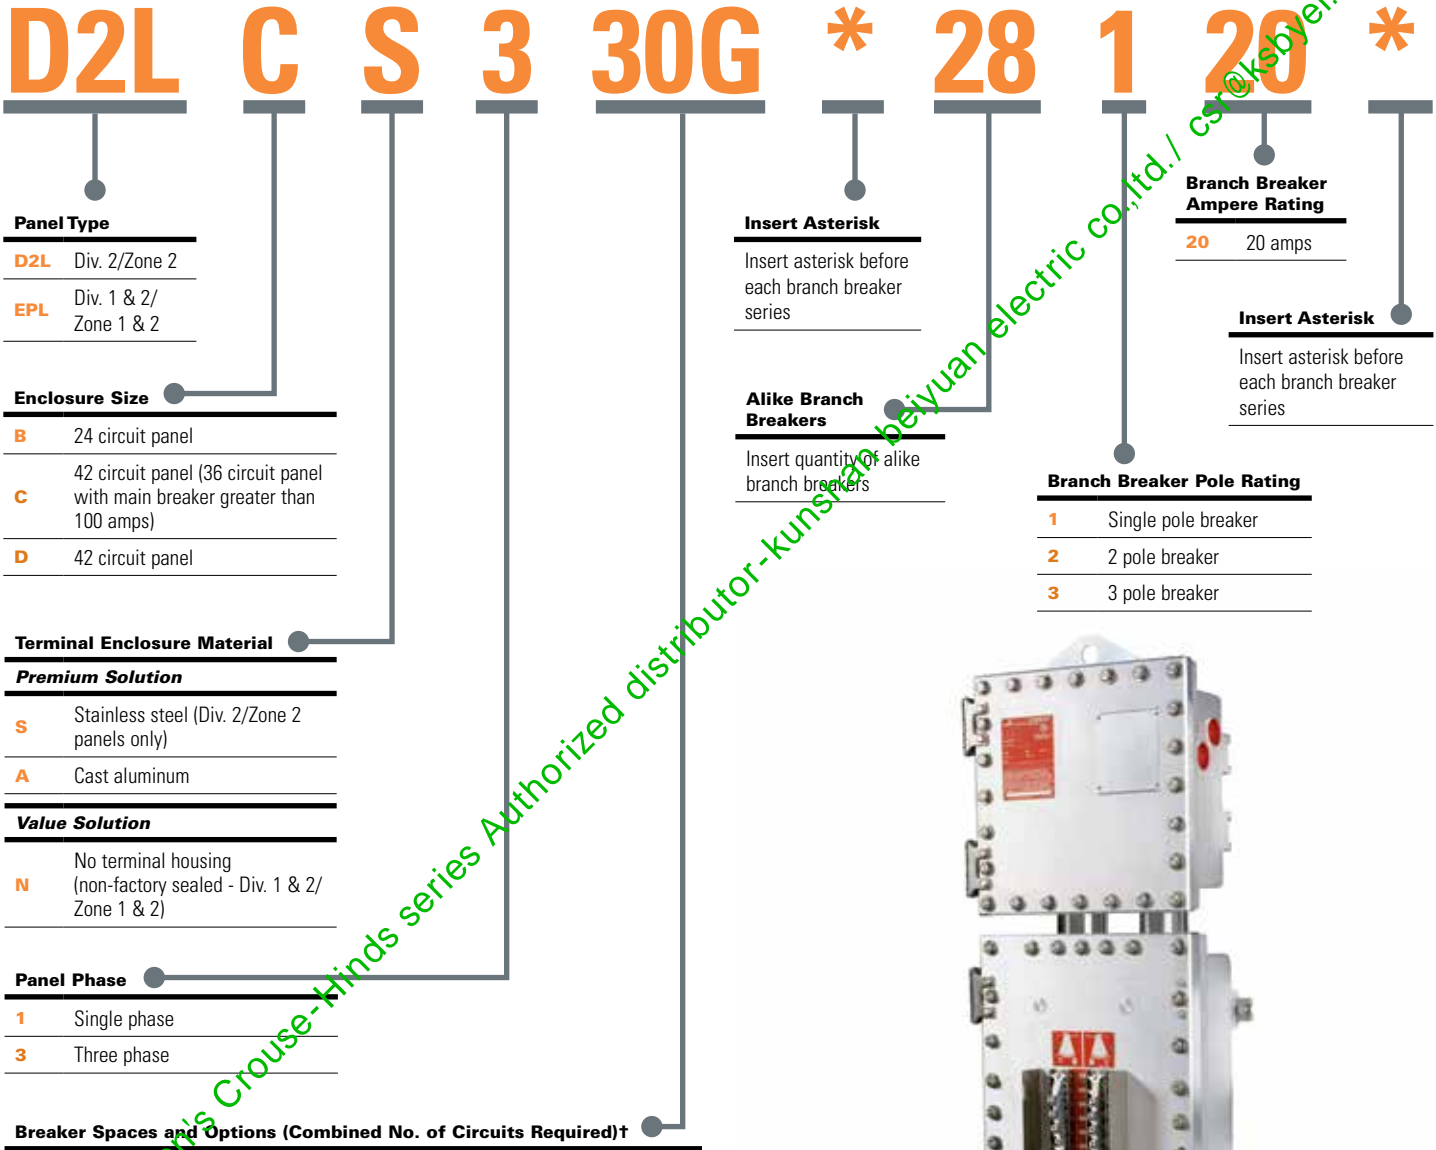 D2L C S 3 30G * 28 1 20 *
Panel Type
D2L Div. 2/Zone 2
EPL Div. 1 & 2/
Zone 1 & 2
Enclosure Size
B 24 circuit panel
C 42 circuit panel (36 circuit panel
with main breaker greater than
100 amps)
D 42 circuit panel
Terminal Enclosure Material
Premium Solution
S Stainless steel (Div. 2/Zone 2
panels only)
A Cast aluminum
Value Solution
N No terminal housing
(non-factory sealed - Div. 1 & 2/
Zone 1 & 2)
Panel Phase
1 Single phase
3 Three phase
Breaker Spaces and Options (Combined No. of Circuits Required)†
Insert Asterisk
Insert asterisk before
each branch breaker
series
Alike Branch
Breakers
Insert quantity of alike
branch breakers
Branch Breaker Pole Rating
1 Single pole breaker
2 2 pole breaker
3 3 pole breaker
Branch Breaker
Ampere Rating
20 20 amps
Insert Asterisk
Insert asterisk before
each branch breaker
series
Crouse-Hinds series Authorized distributor-kunshan beiyuan electric co.,ltd./